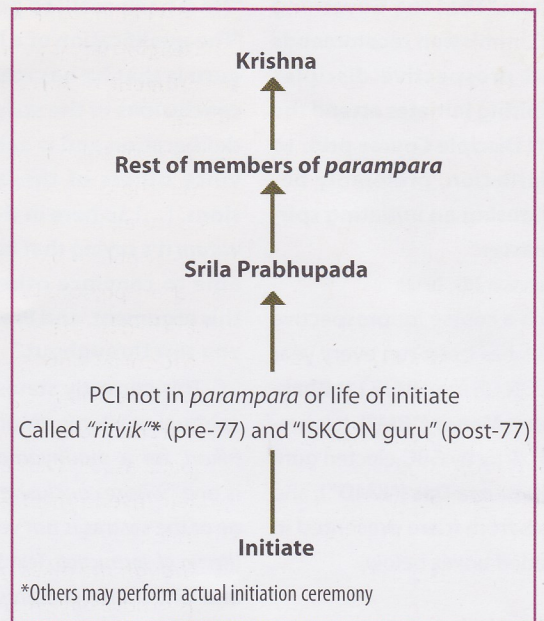 Krishna
Rest of members of parampara
Srila Prabhupada
PCI not in parampara or life of initiate
Called “ritvik”* (pre-77) and “ISKCON guru” (post-77)
Initiate
*Others may perform actual initiation ceremony